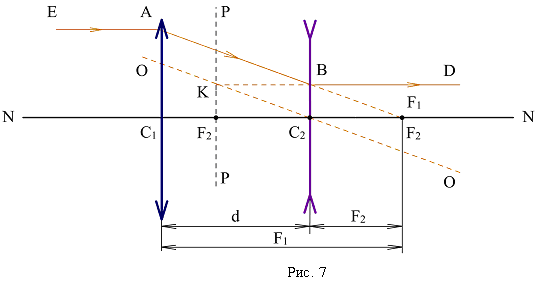 E A P
O K B D
F₁
N N
C₁ F₂ C₂ F₂
P O
d F₂
F₁
Рис. 7